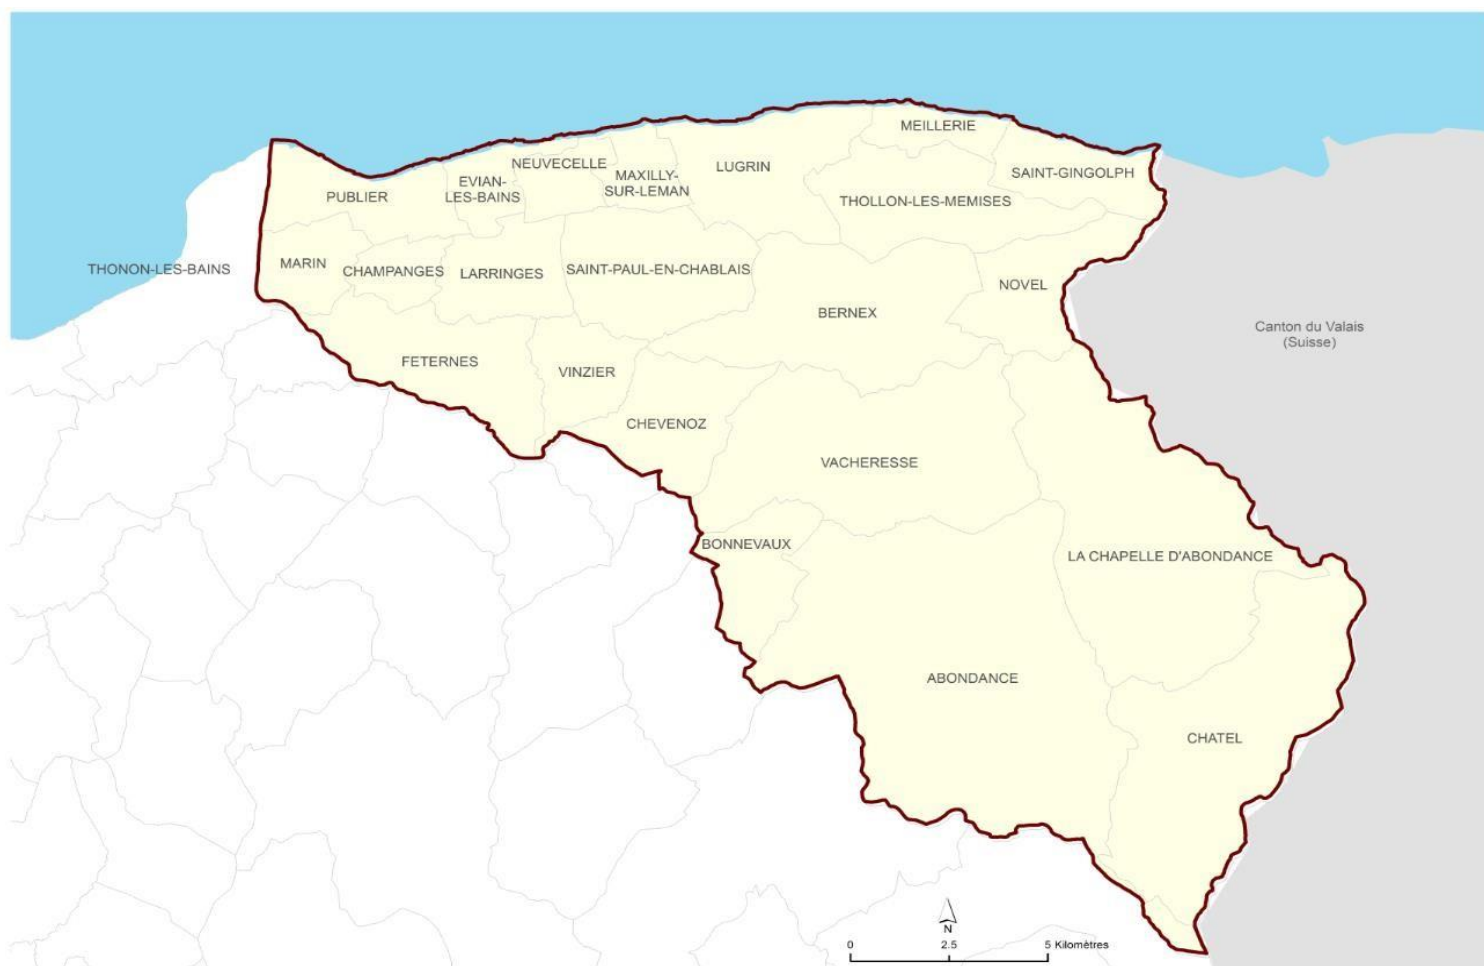 MEILLERIE
NEUVECELLE
LUGRIN
SAINT-GINGOLPH
EVIAN-
LES-BAINS
MAXILLY-
SUR-LEMAN
PUBLIER
THOLLON-LES-MEMISES
THONON-LES-BAINS
MARIN
CHAMPANGES
LARRINGES
SAINT-PAUL-EN-CHABLAIS
NOVEL
BERNEX
Canton du Valais
(Suisse)
FETERNES
VINZIER
CHEVENOZ
VACHERESSE
BONNEVAUX
LA CHAPELLE D'ABONDANCE
ABONDANCE
CHATEL
N
0 2.5 5 Kilomètres